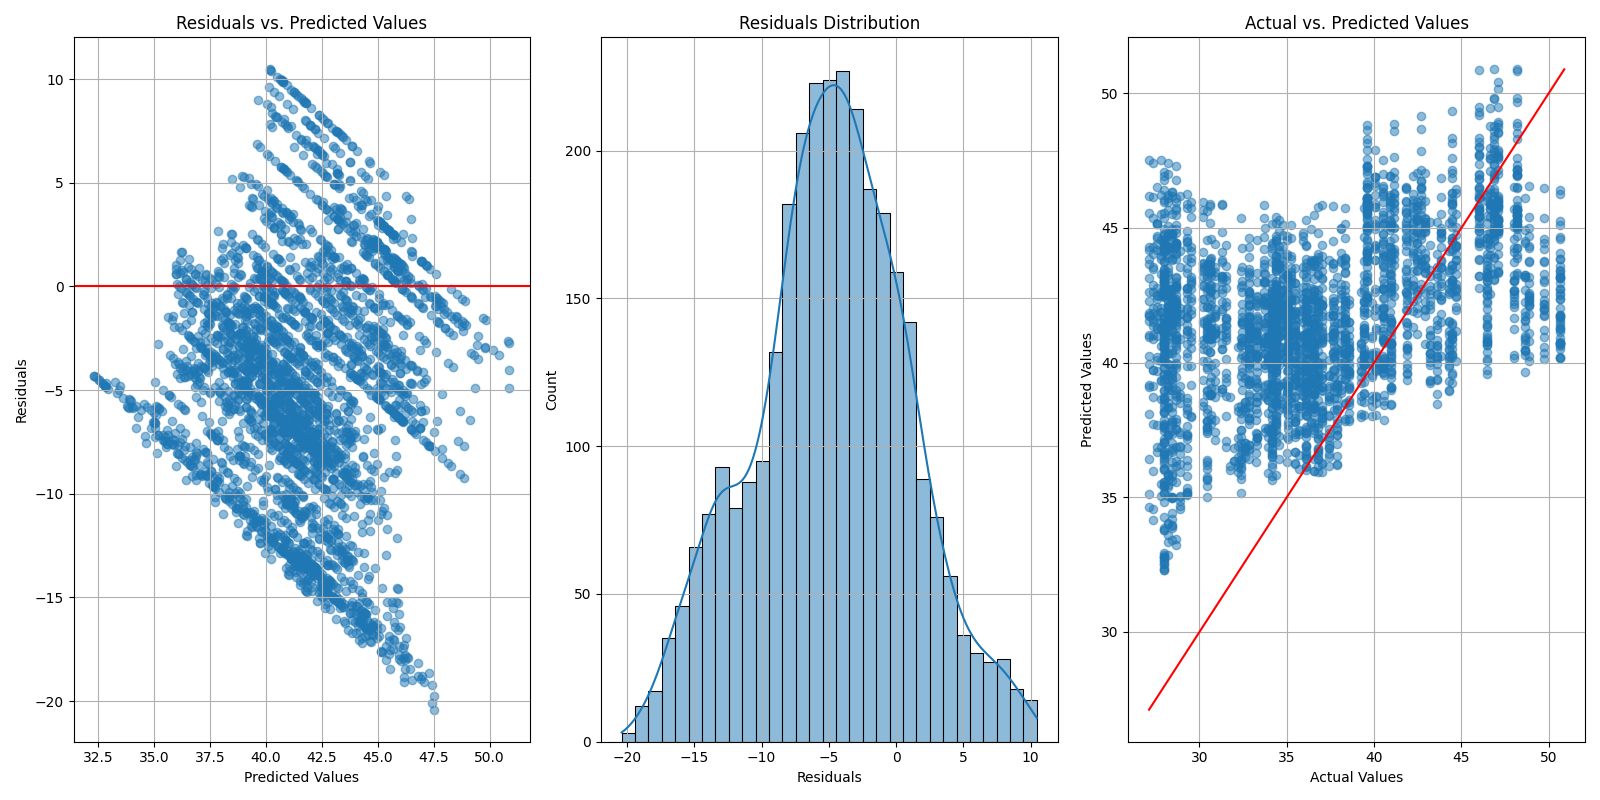 Residuals vs. Predicted Values
Residuals
10
5
0
−5
−10
−15
−20
32.5 35.0 37.5 40.0 42.5 45.0 47.5 50.0
Predicted Values
Residuals Distribution
Count
200
150
100
50
0
−20 −15 −10 −5 0 5 10
Residuals
Actual vs. Predicted Values
Predicted Values
50
45
40
35
30
30 35 40 45 50
Actual Values